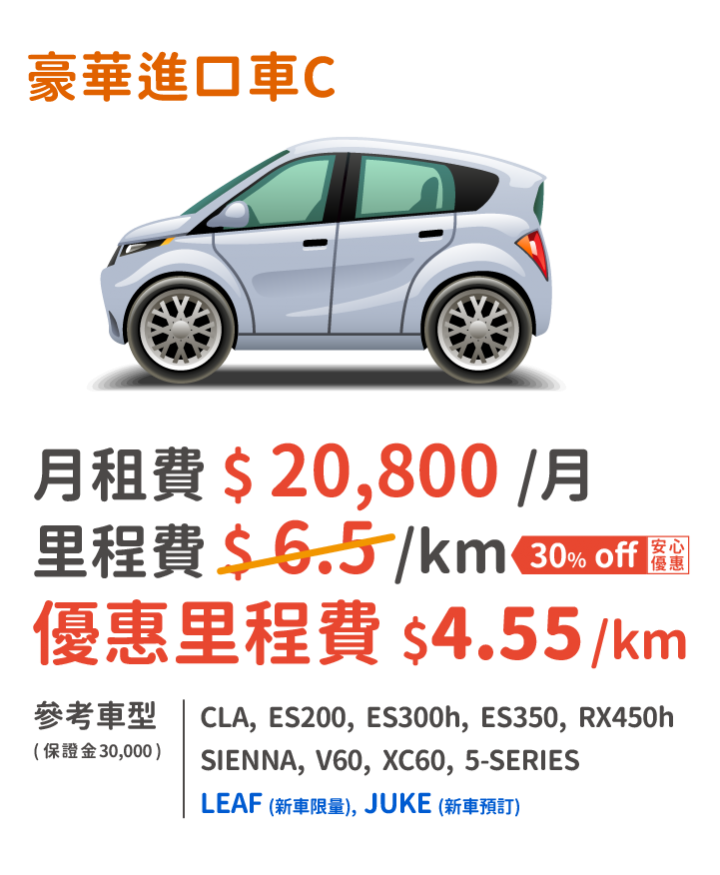 豪華進口車C
月租費 $ 20,800 /月
里程費 $ 6.5 /km 30% off 安心優惠
優惠里程費 $4.55/km
參考車型
(保證金30,000)
CLA, ES200, ES300h, ES350, RX450h
SIENNA, V60, XC60, 5-SERIES
LEAF (新車限量), JUKE (新車預訂)